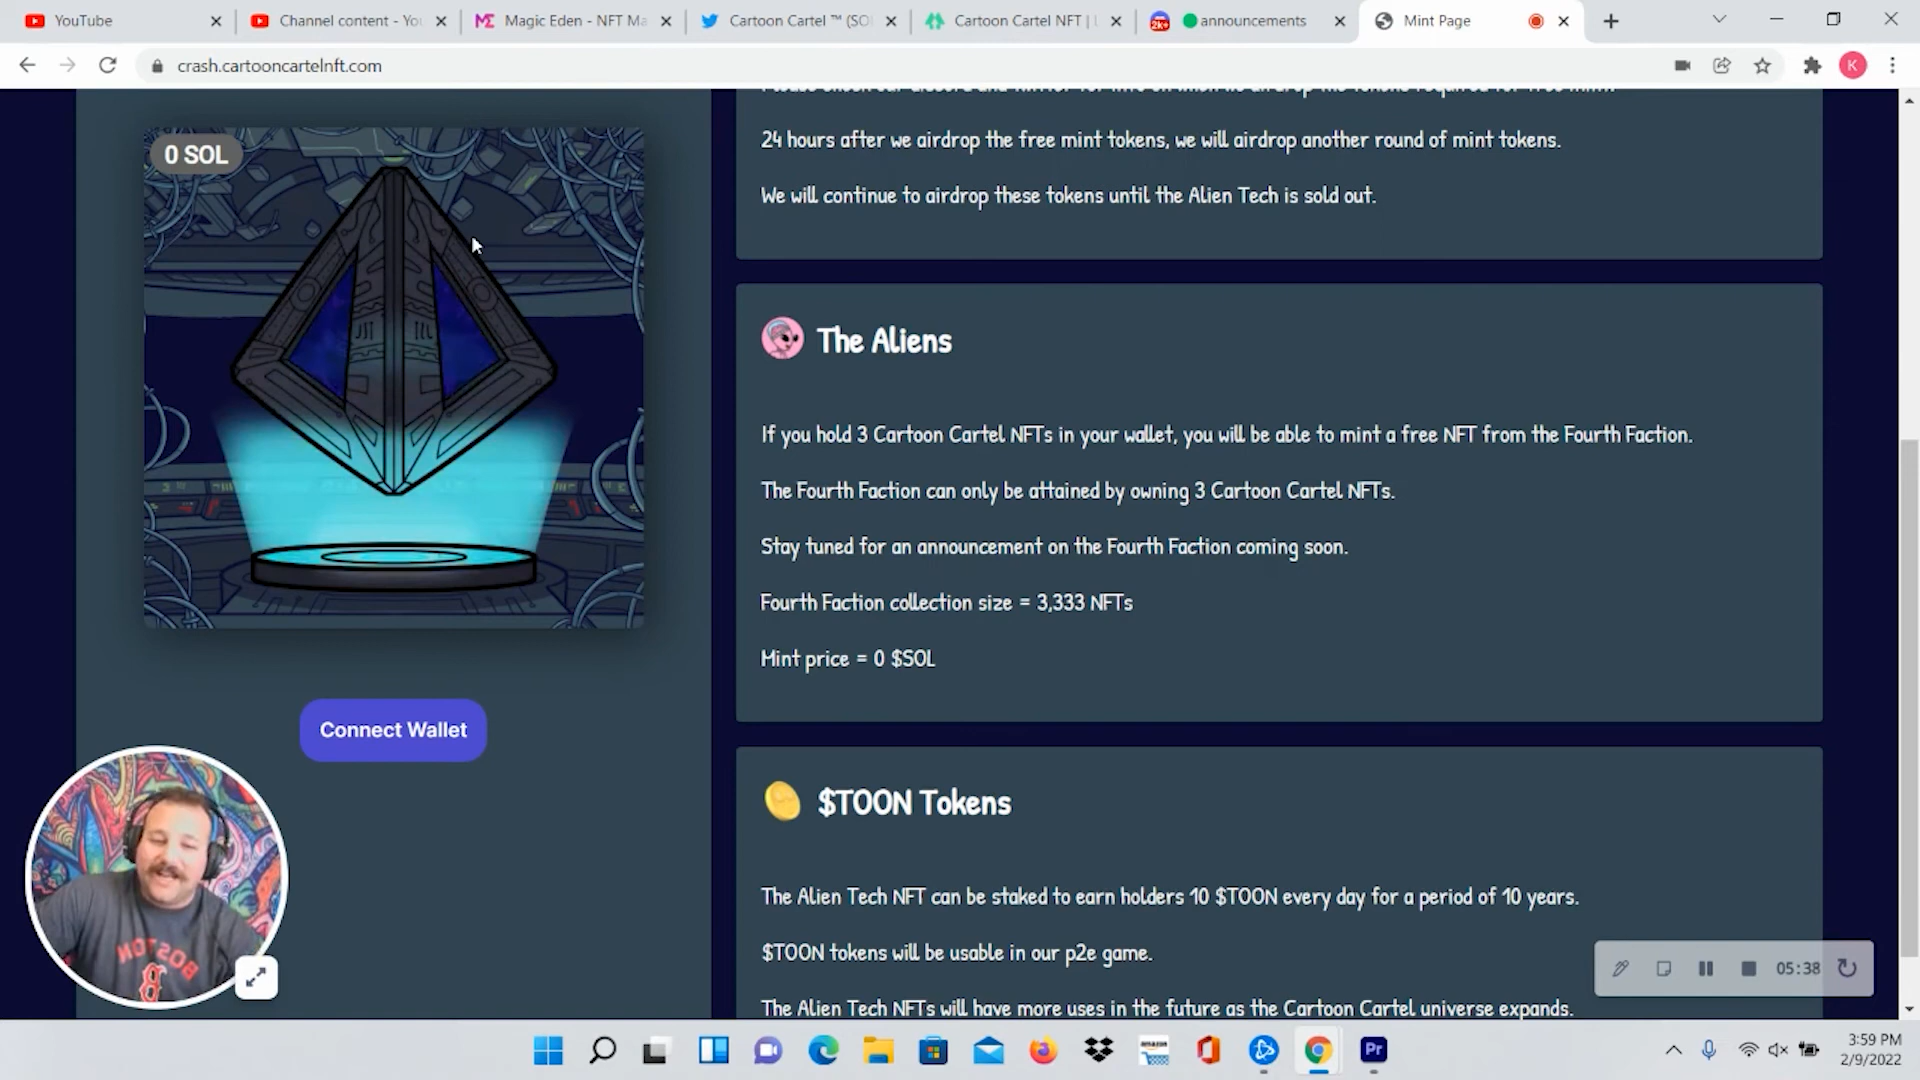 YouTube
Channel content - You
Magic Eden - NFT Ma
Cartoon Cartel ™ (SO
Cartoon Cartel NFT | L
2k+
announcements
Mint Page
crash.cartooncartelnft.com
K
0 SOL
24 hours after we airdrop the free mint tokens, we will airdrop another round of mint tokens.
We will continue to airdrop these tokens until the Alien Tech is sold out.
The Aliens
If you hold 3 Cartoon Cartel NFTs in your wallet, you will be able to mint a free NFT from the Fourth Faction.
The Fourth Faction can only be attained by owning 3 Cartoon Cartel NFTs.
Stay tuned for an announcement on the Fourth Faction coming soon.
Fourth Faction collection size = 3,333 NFTs
Mint price = 0 $SOL
Connect Wallet
$TOON Tokens
The Alien Tech NFT can be staked to earn holders 10 $TOON every day for a period of 10 years.
$TOON tokens will be usable in our p2e game.
The Alien Tech NFTs will have more uses in the future as the Cartoon Cartel universe expands.
BOSTON
B
05:38
amazon
Pr
3:59 PM
2/9/2022